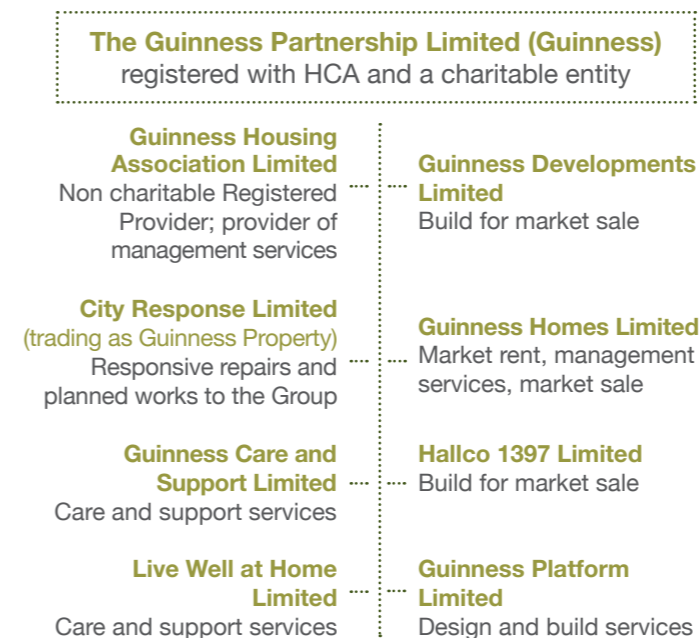 The Guinness Partnership Limited (Guinness)
registered with HCA and a charitable entity
Guinness Housing
Association Limited
Non charitable Registered
Provider; provider of
management services
Guinness Developments
Limited
Build for market sale
City Response Limited
(trading as Guinness Property)
Responsive repairs and
planned works to the Group
Guinness Homes Limited
Market rent, management
services, market sale
Guinness Care and
Support Limited
Care and support services
Hallco 1397 Limited
Build for market sale
Live Well at Home
Limited
Care and support services
Guinness Platform
Limited
Design and build services